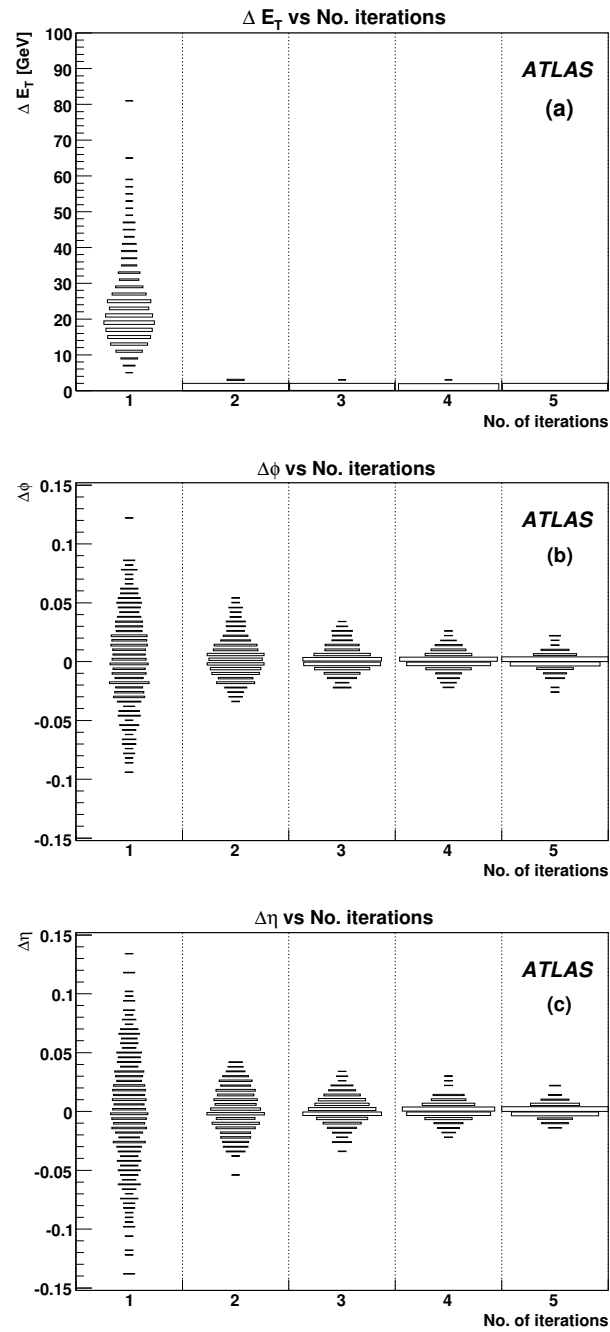 Δ E_T vs No. iterations
Δ E_T [GeV]
100
90
80
70
60
50
40
30
20
10
0
ATLAS
(a)
1 2 3 4 5
No. of iterations
Δϕ vs No. iterations
Δϕ
0.15
0.1
0.05
0
-0.05
-0.1
-0.15
ATLAS
(b)
1 2 3 4 5
No. of iterations
Δη vs No. iterations
Δη
0.15
0.1
0.05
0
-0.05
-0.1
-0.15
ATLAS
(c)
1 2 3 4 5
No. of iterations